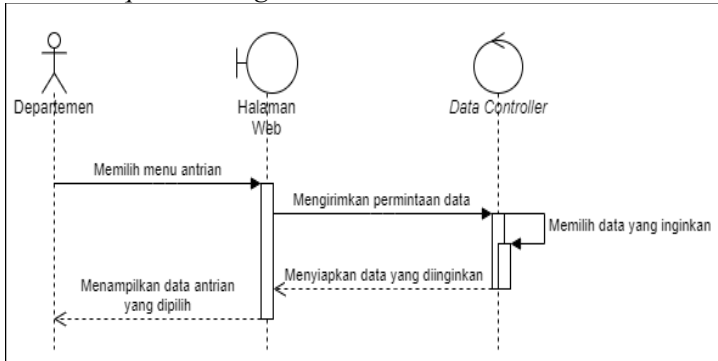 Departemen
Halaman
Web
Data Controller
Memilih menu antrian
Mengirimkan permintaan data
Memilih data yang inginkan
Menyiapkan data yang diinginkan
Menampilkan data antrian
yang dipilih